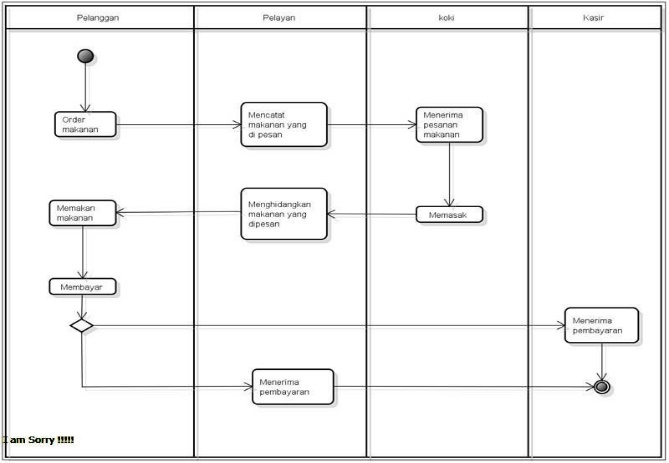 Pelanggan
Pelayan
koki
Kasir
Order
makanan
Mencatat
makanan yang
di pesan
Menerima
pesanan
makanan
Memakan
makanan
Menghidangkan
makanan yang
dipesan
Memasak
Membayar
Menerima
pembayaran
Menerima
pembayaran
I am Sorry !!!!!